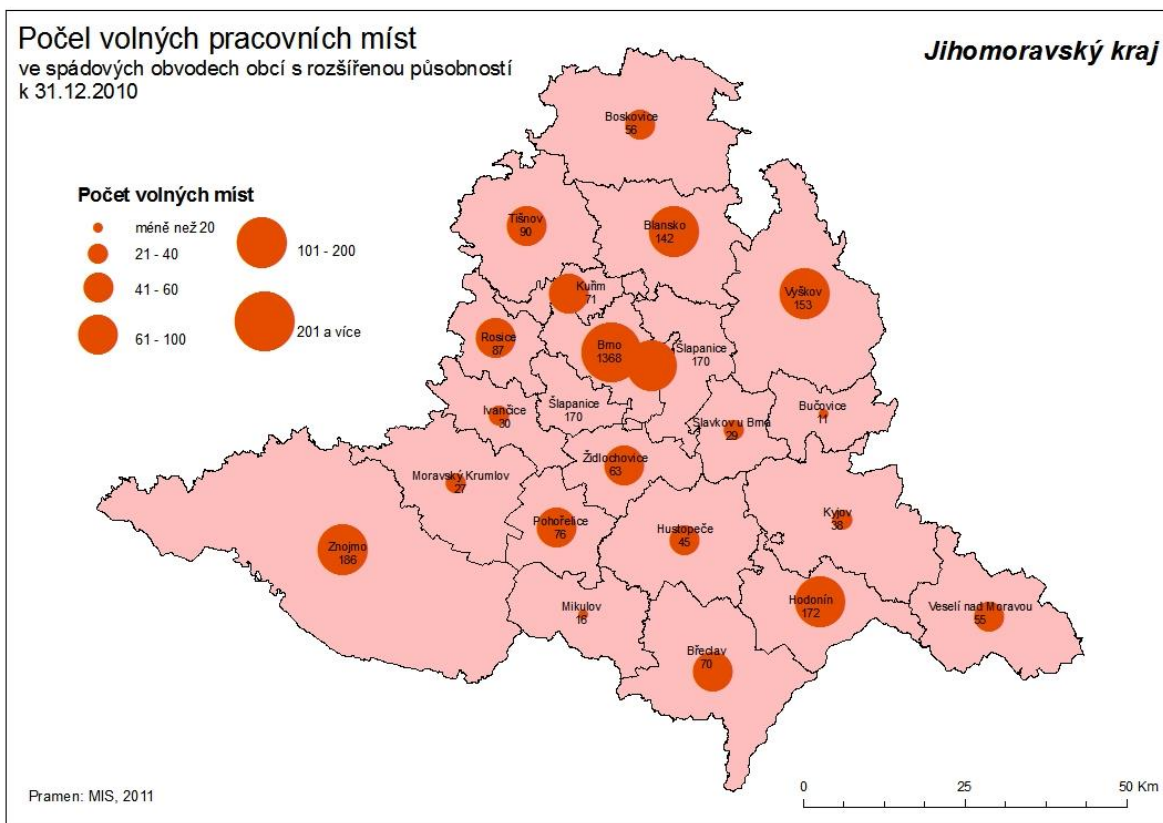 Počel volných pracovních míst
ve spádových obvodech obcí s rozšířenou působností
k 31.12.2010
Jihomoravský kraj
Počet volných míst
méně než 20
21 - 40
41 - 60
61 - 100
101 - 200
201 a více
Boskovice
56
Tišnov
90
Blansko
142
Kuřim
71
Vyškov
153
Rosice
87
Brno
1368
Šlapanice
170
Ivančice
30
Šlapanice
170
Slavkov u Brna
29
Bučovice
11
Moravský Krumlov
27
Židlochovice
63
Znojmo
186
Pohořelice
76
Hustopeče
45
Kyjov
38
Mikulov
16
Hodonín
172
Veselí nad Moravou
55
Břeclav
70
Pramen: MIS, 2011
0 25 50 Km